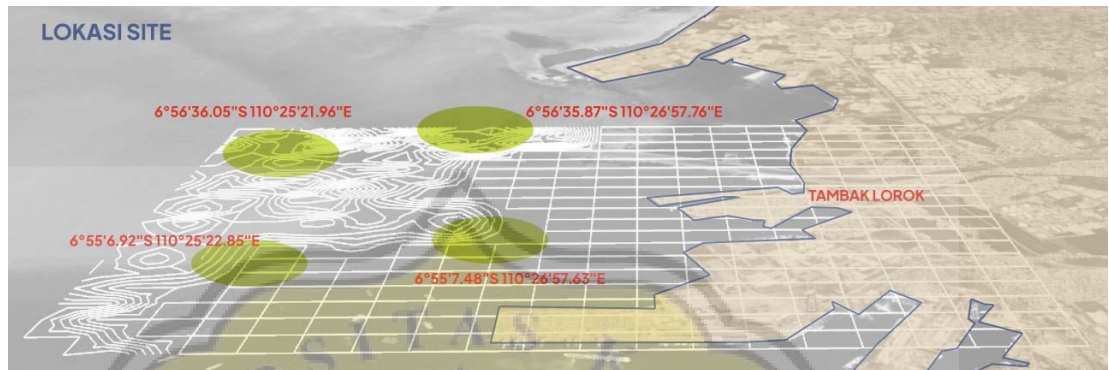 LOKASI SITE
6°56'36.05"S 110°25'21.96"E
6°56'35.87"S 110°26'57.76"E
TAMBAK LOROK
6°55'6.92"S 110°25'22.85"E
6°55'7.48"S 110°26'57.63"E
SITAS